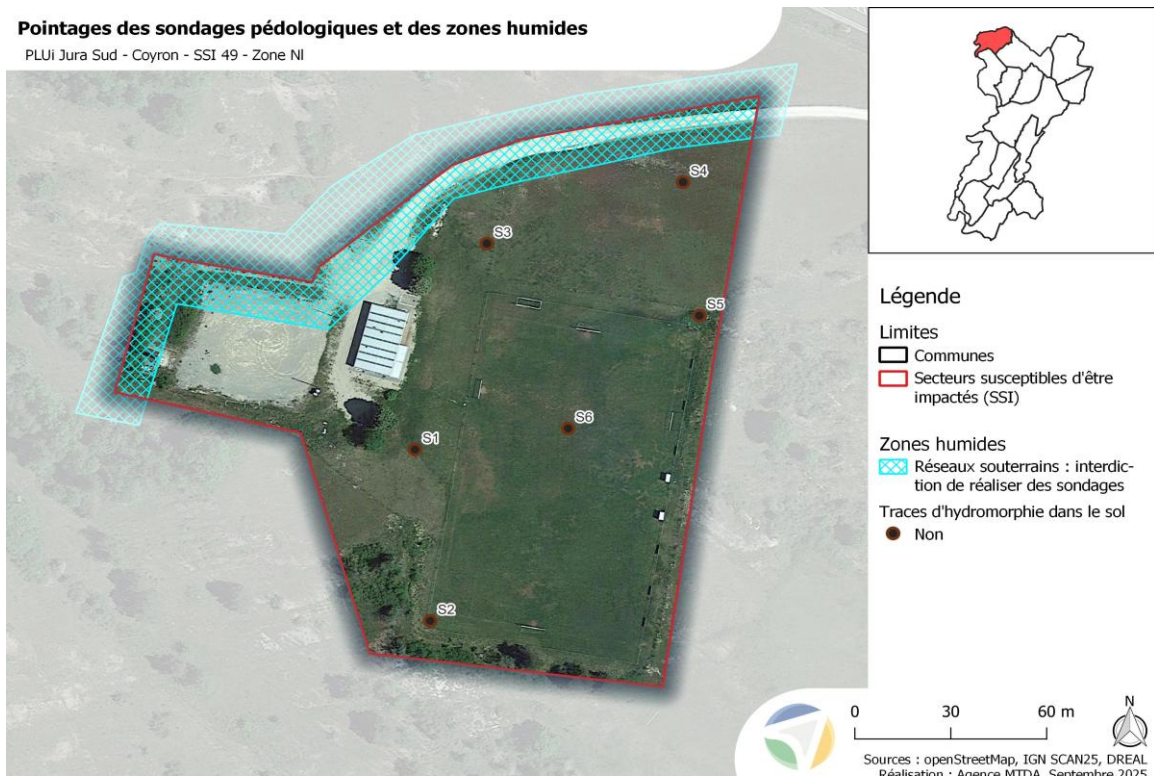 Pointages des sondages pédologiques et des zones humides
PLUi Jura Sud - Coyron - SSI 49 - Zone Nl
S4
S3
S5
S6
S1
S2
Légende
Limites
Communes
Secteurs susceptibles d'être
impactés (SSI)
Zones humides
Réseaux souterrains : interdic-
tion de réaliser des sondages
Traces d'hydromorphie dans le sol
Non
0 30 60 m
N
Sources : openStreetMap, IGN SCAN25, DREAL
Réalisation : Agence MTDA, Septembre 2025